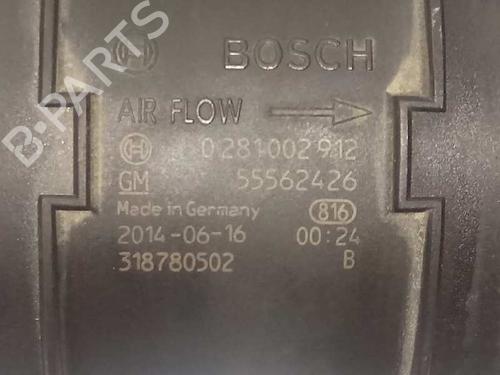 BOSCH
AIR FLOW
0 281 002 912
GM 55562426
Made in Germany 816
2014-06-16 00:24
318780502 B
B-PARTS